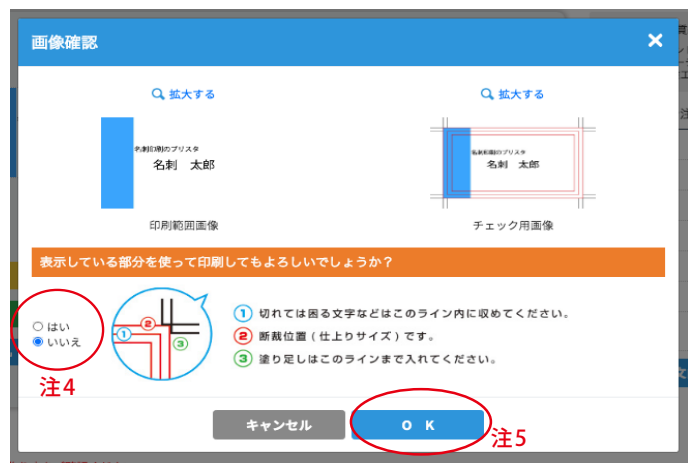 画像確認
拡大する
拡大する
名刺印刷のプリスタ
名刺 太郎
名刺印刷のプリスタ
名刺 太郎
印刷範囲画像
チェック用画像
表示している部分を使って印刷してもよろしいでしょうか?
はい
いいえ
1
2
3
1 切れては困る文字などはこのライン内に収めてください。
2 断裁位置(仕上りサイズ)です。
3 塗り足しはこのラインまで入れてください。
注4
キャンセル
O K
注5